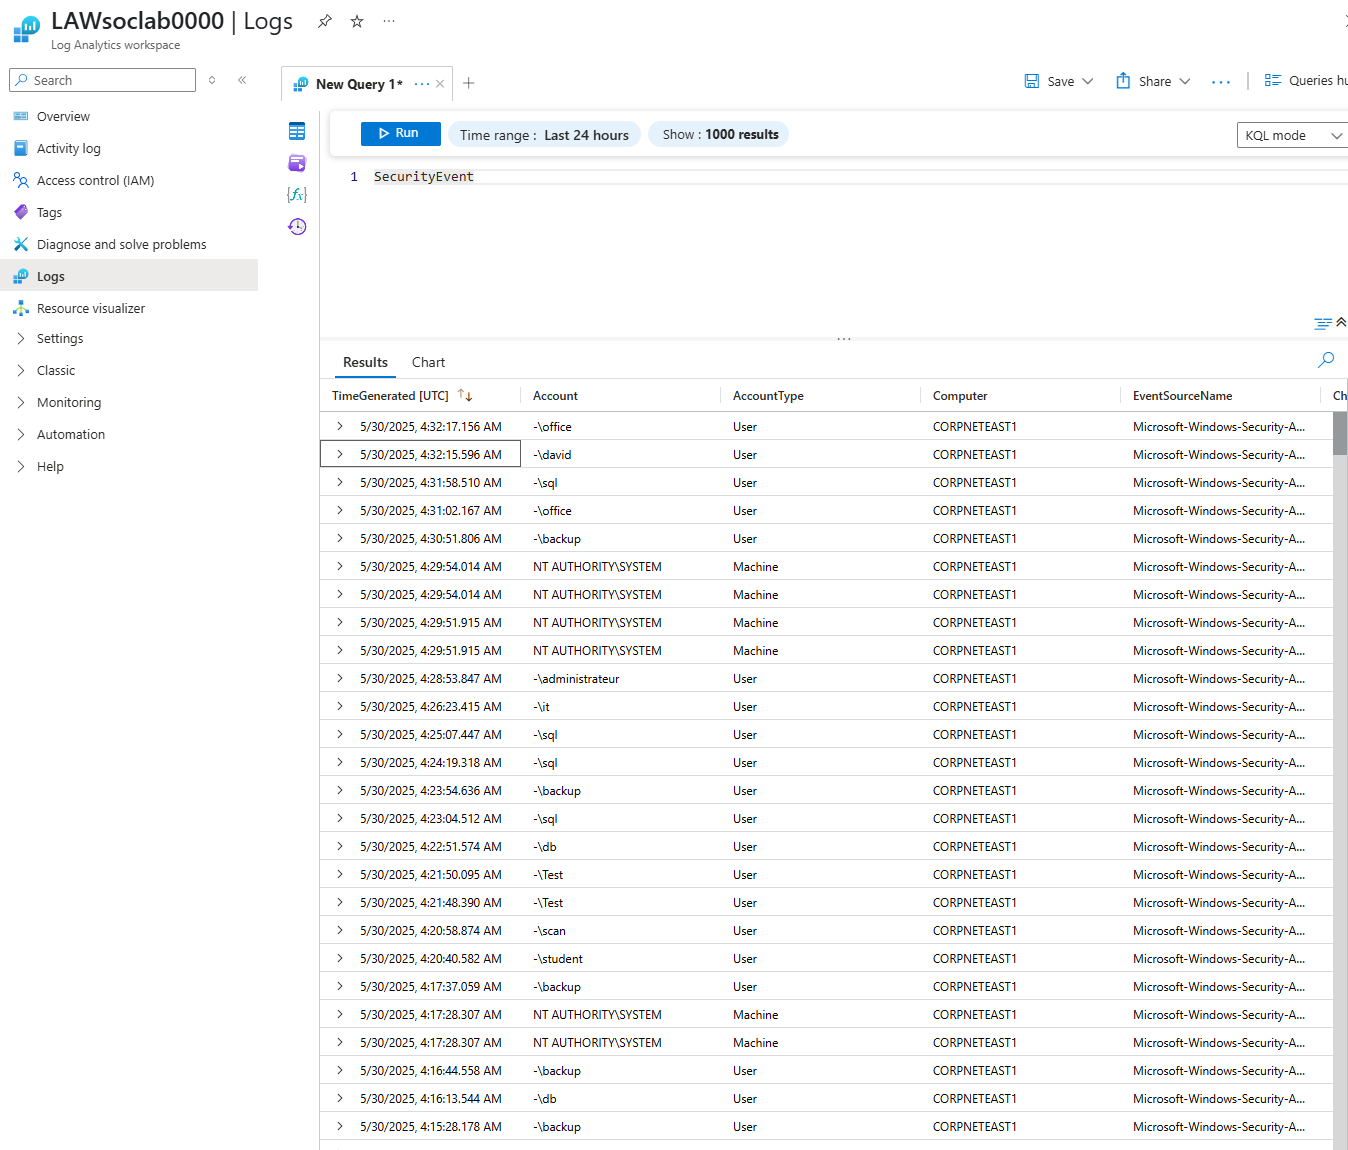 LAWsoclab0000 | Logs
Log Analytics workspace
Search
Overview
Activity log
Access control (IAM)
Tags
Diagnose and solve problems
Logs
Resource visualizer
Settings
Classic
Monitoring
Automation
Help
New Query 1*
Save
Share
Queries hu
Run
Time range : Last 24 hours
Show : 1000 results
KQL mode
{fx}
1 SecurityEvent
Results Chart
TimeGenerated [UTC] Account AccountType Computer EventSourceName Ch
5/30/2025, 4:32:17.156 AM -\office User CORPNETEAST1 Microsoft-Windows-Security-A...
5/30/2025, 4:32:15.596 AM -\david User CORPNETEAST1 Microsoft-Windows-Security-A...
5/30/2025, 4:31:58.510 AM -\sql User CORPNETEAST1 Microsoft-Windows-Security-A...
5/30/2025, 4:31:02.167 AM -\office User CORPNETEAST1 Microsoft-Windows-Security-A...
5/30/2025, 4:30:51.806 AM -\backup User CORPNETEAST1 Microsoft-Windows-Security-A...
5/30/2025, 4:29:54.014 AM NT AUTHORITY\SYSTEM Machine CORPNETEAST1 Microsoft-Windows-Security-A...
5/30/2025, 4:29:54.014 AM NT AUTHORITY\SYSTEM Machine CORPNETEAST1 Microsoft-Windows-Security-A...
5/30/2025, 4:29:51.915 AM NT AUTHORITY\SYSTEM Machine CORPNETEAST1 Microsoft-Windows-Security-A...
5/30/2025, 4:29:51.915 AM NT AUTHORITY\SYSTEM Machine CORPNETEAST1 Microsoft-Windows-Security-A...
5/30/2025, 4:28:53.847 AM -\administrateur User CORPNETEAST1 Microsoft-Windows-Security-A...
5/30/2025, 4:26:23.415 AM -\it User CORPNETEAST1 Microsoft-Windows-Security-A...
5/30/2025, 4:25:07.447 AM -\sql User CORPNETEAST1 Microsoft-Windows-Security-A...
5/30/2025, 4:24:19.318 AM -\sql User CORPNETEAST1 Microsoft-Windows-Security-A...
5/30/2025, 4:23:54.636 AM -\backup User CORPNETEAST1 Microsoft-Windows-Security-A...
5/30/2025, 4:23:04.512 AM -\sql User CORPNETEAST1 Microsoft-Windows-Security-A...
5/30/2025, 4:22:51.574 AM -\db User CORPNETEAST1 Microsoft-Windows-Security-A...
5/30/2025, 4:21:50.095 AM -\Test User CORPNETEAST1 Microsoft-Windows-Security-A...
5/30/2025, 4:21:48.390 AM -\Test User CORPNETEAST1 Microsoft-Windows-Security-A...
5/30/2025, 4:20:58.874 AM -\scan User CORPNETEAST1 Microsoft-Windows-Security-A...
5/30/2025, 4:20:40.582 AM -\student User CORPNETEAST1 Microsoft-Windows-Security-A...
5/30/2025, 4:17:37.059 AM -\backup User CORPNETEAST1 Microsoft-Windows-Security-A...
5/30/2025, 4:17:28.307 AM NT AUTHORITY\SYSTEM Machine CORPNETEAST1 Microsoft-Windows-Security-A...
5/30/2025, 4:17:28.307 AM NT AUTHORITY\SYSTEM Machine CORPNETEAST1 Microsoft-Windows-Security-A...
5/30/2025, 4:16:44.558 AM -\backup User CORPNETEAST1 Microsoft-Windows-Security-A...
5/30/2025, 4:16:13.544 AM -\db User CORPNETEAST1 Microsoft-Windows-Security-A...
5/30/2025, 4:15:28.178 AM -\backup User CORPNETEAST1 Microsoft-Windows-Security-A...